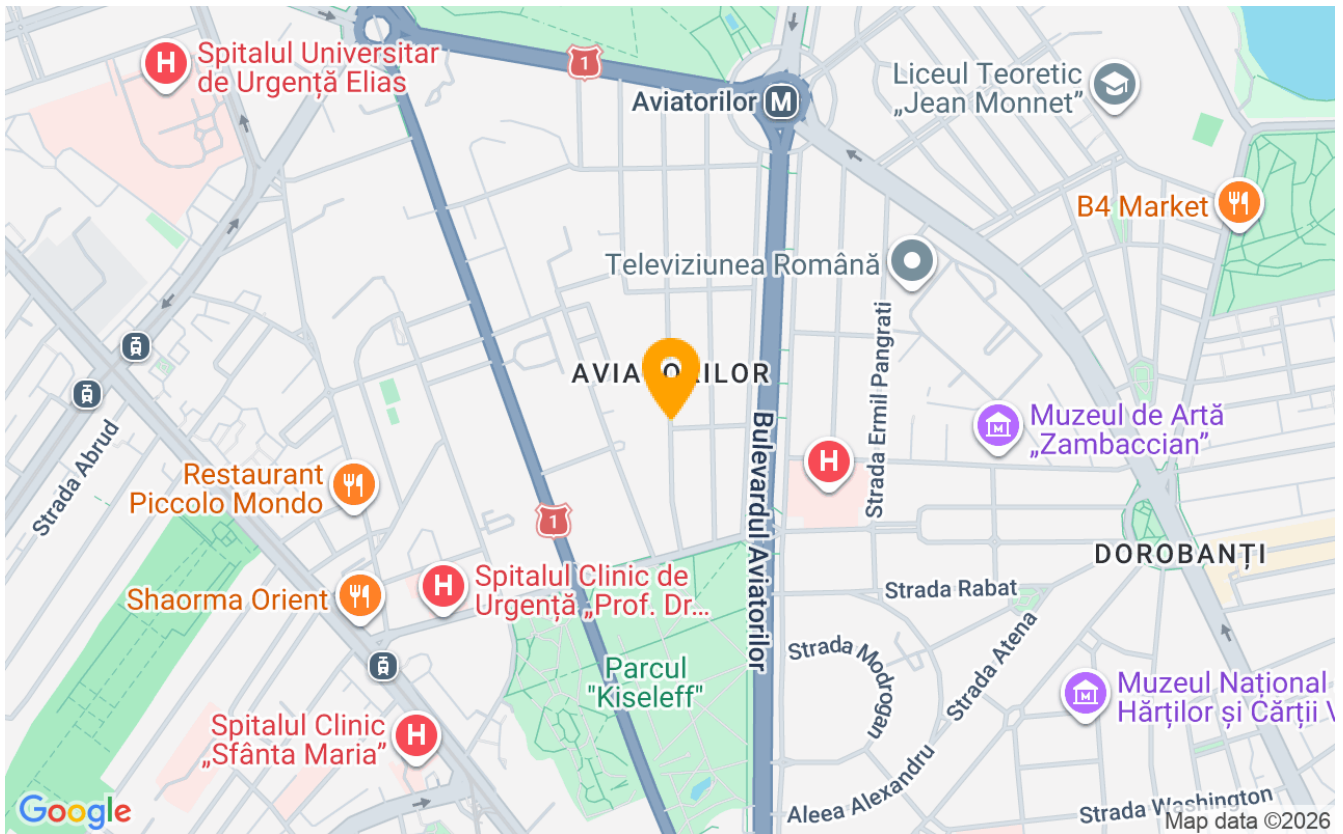 Spitalul Universitar
de Urgență Elias
1
Aviatorilor
M
Liceul Teoretic
„Jean Monnet”
H
B4 Market
Televiziunea Română
AVIATORILOR
Strada Ermil Pangrati
Bulevardul Aviatorilor
Muzeul de Artă
„Zambaccian”
M
H
Strada Abrud
Restaurant
Piccolo Mondo
1
DOROBANȚI
Spitalul Clinic de
Urgență „Prof. Dr...
H
Shaorma Orient
Strada Rabat
Strada Atena
Strada Modrogan
Parcul
"Kiseleff"
Muzeul Național
Hărților și Cărții V
M
Spitalul Clinic
„Sfânta Maria”
H
Aleea Alexandru
Strada Washington
Google
Map data ©2026